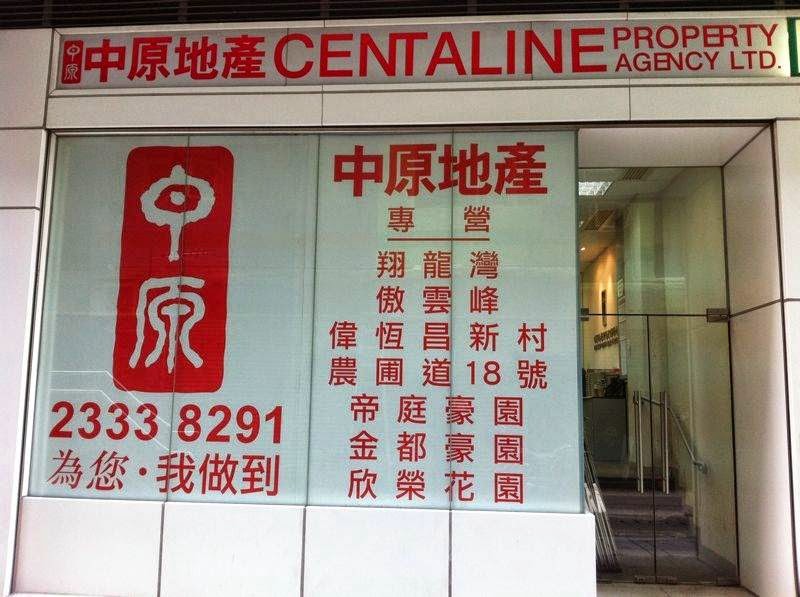 中原 中原地產 CENTALINE PROPERTY AGENCY LTD.
中原
2333 8291
為您·我做到
中原地產
專營
翔龍灣
傲雲峰
偉恆昌新村
農圃道18號
帝庭豪園
金都豪園
欣榮花園